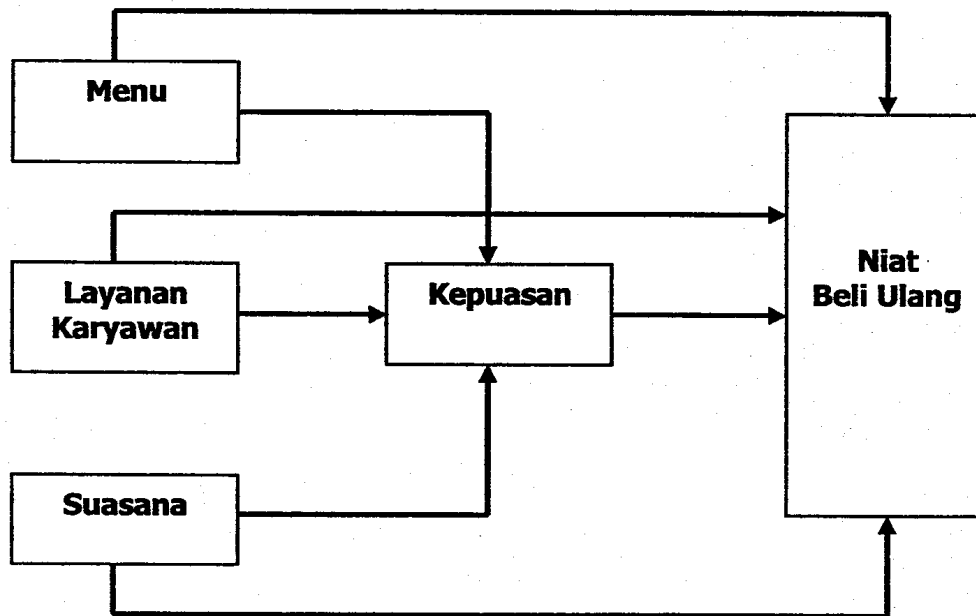 Menu
Layanan
Karyawan
Kepuasan
Niat
Beli Ulang
Suasana